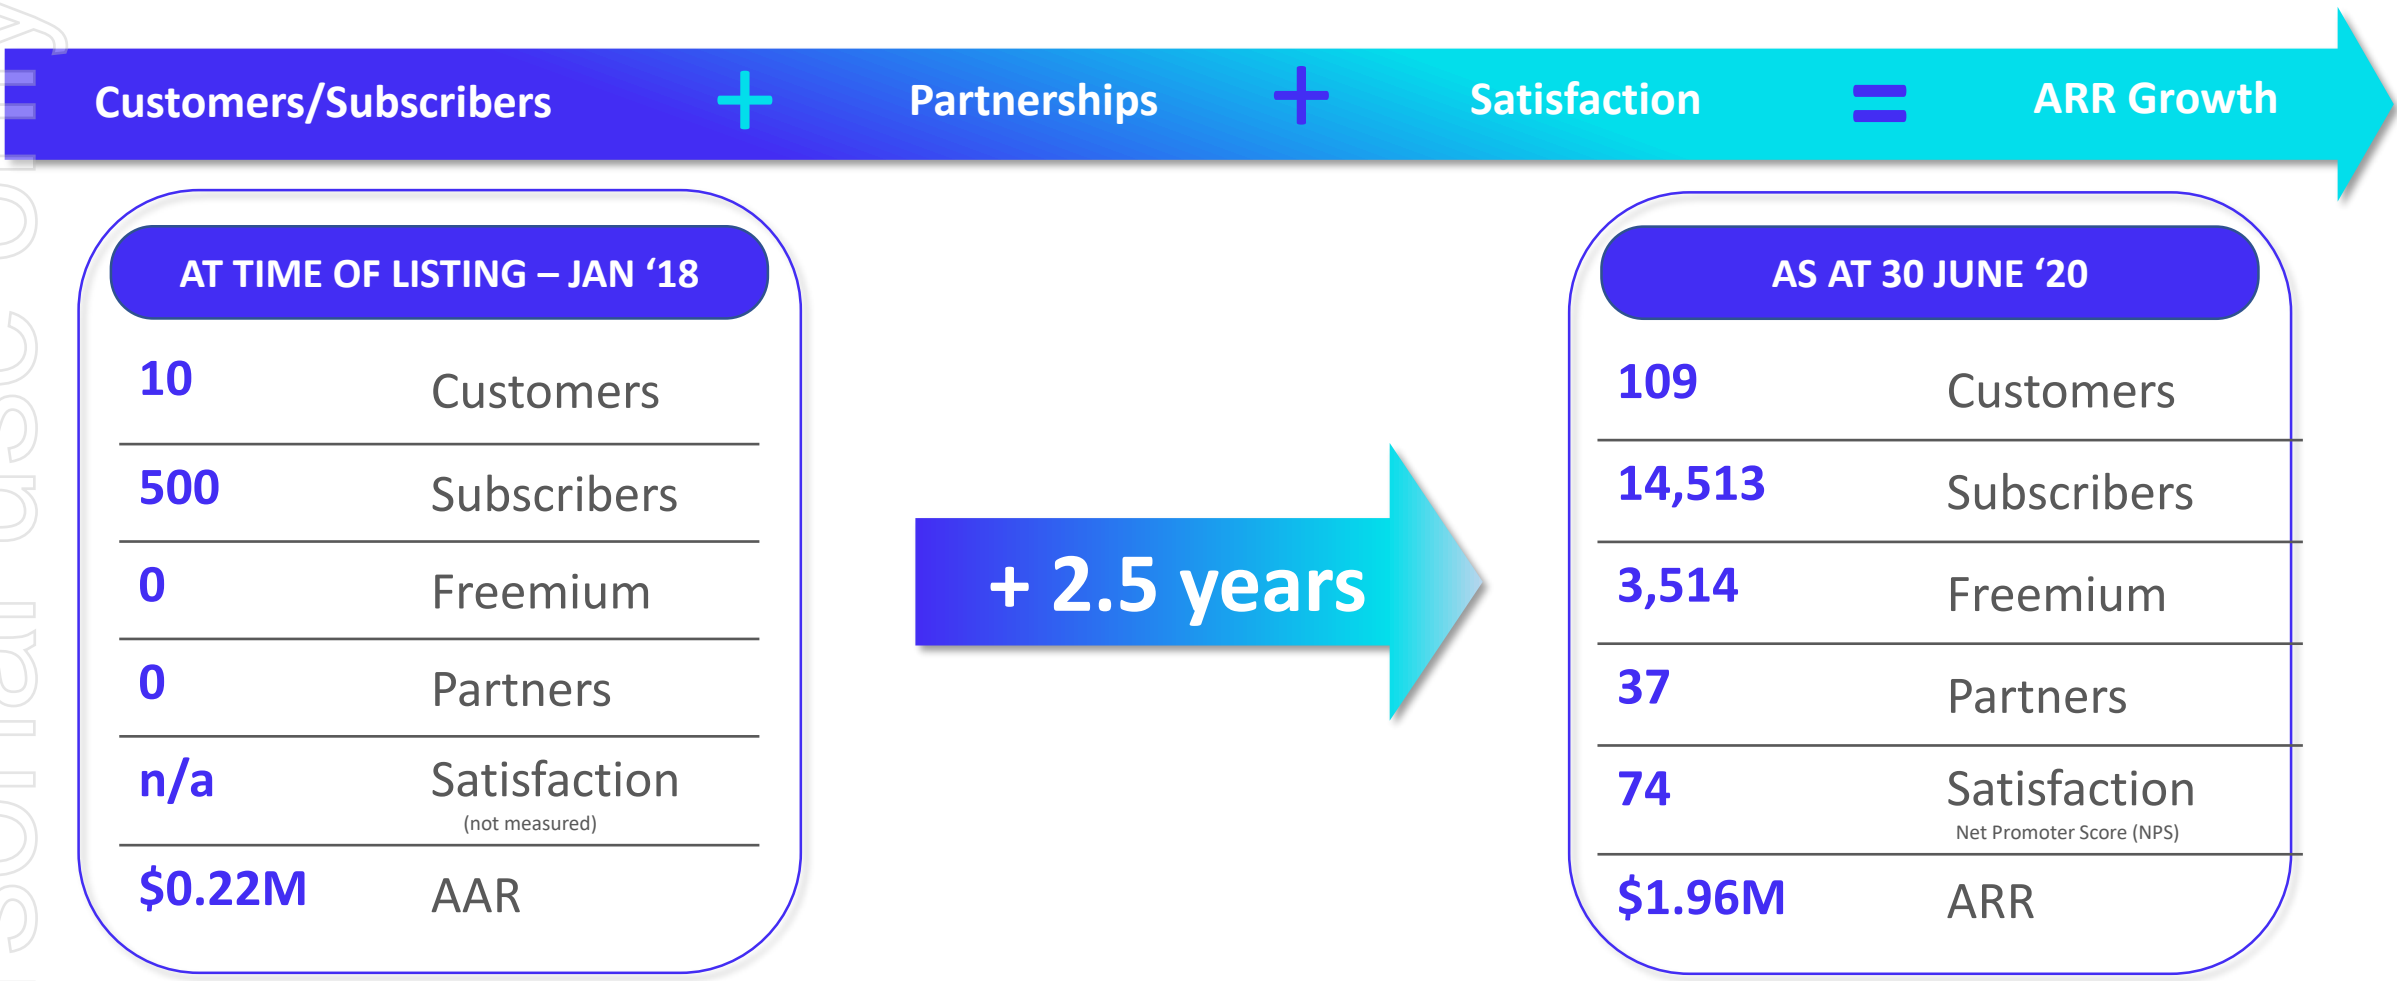 Customers/Subscribers + Partnerships + Satisfaction = ARR Growth
AT TIME OF LISTING – JAN ‘18
10 Customers
500 Subscribers
0 Freemium
0 Partners
n/a Satisfaction
(not measured)
$0.22M AAR
+ 2.5 years
AS AT 30 JUNE ‘20
109 Customers
14,513 Subscribers
3,514 Freemium
37 Partners
74 Satisfaction
Net Promoter Score (NPS)
$1.96M ARR